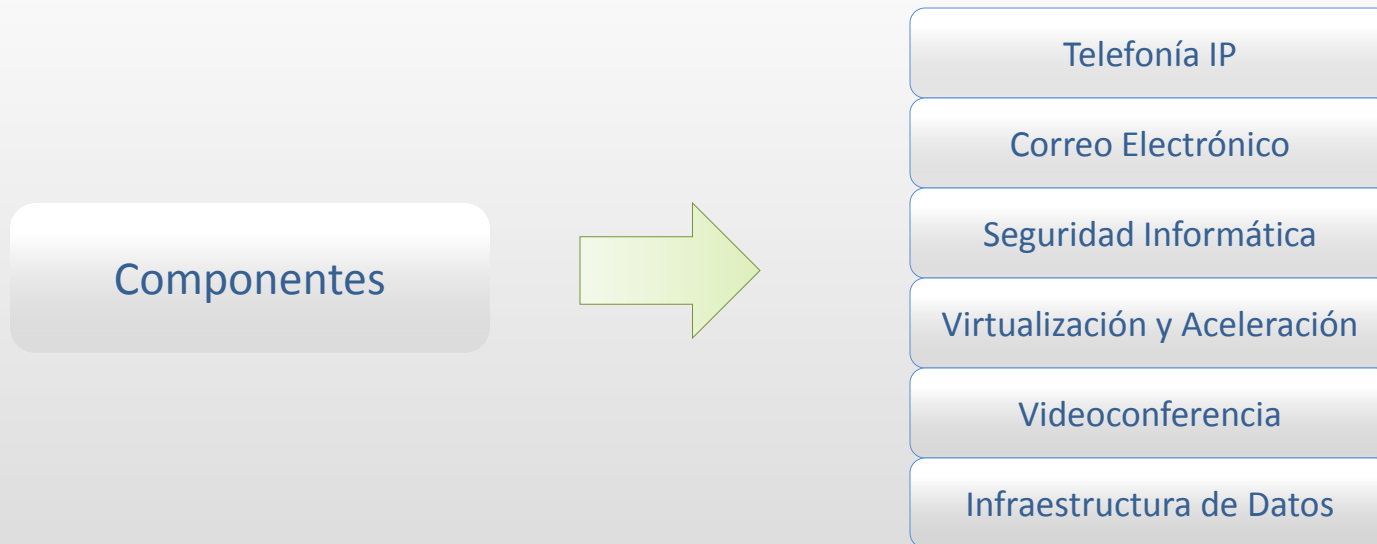 Componentes
Telefonía IP
Correo Electrónico
Seguridad Informática
Virtualización y Aceleración
Videoconferencia
Infraestructura de Datos